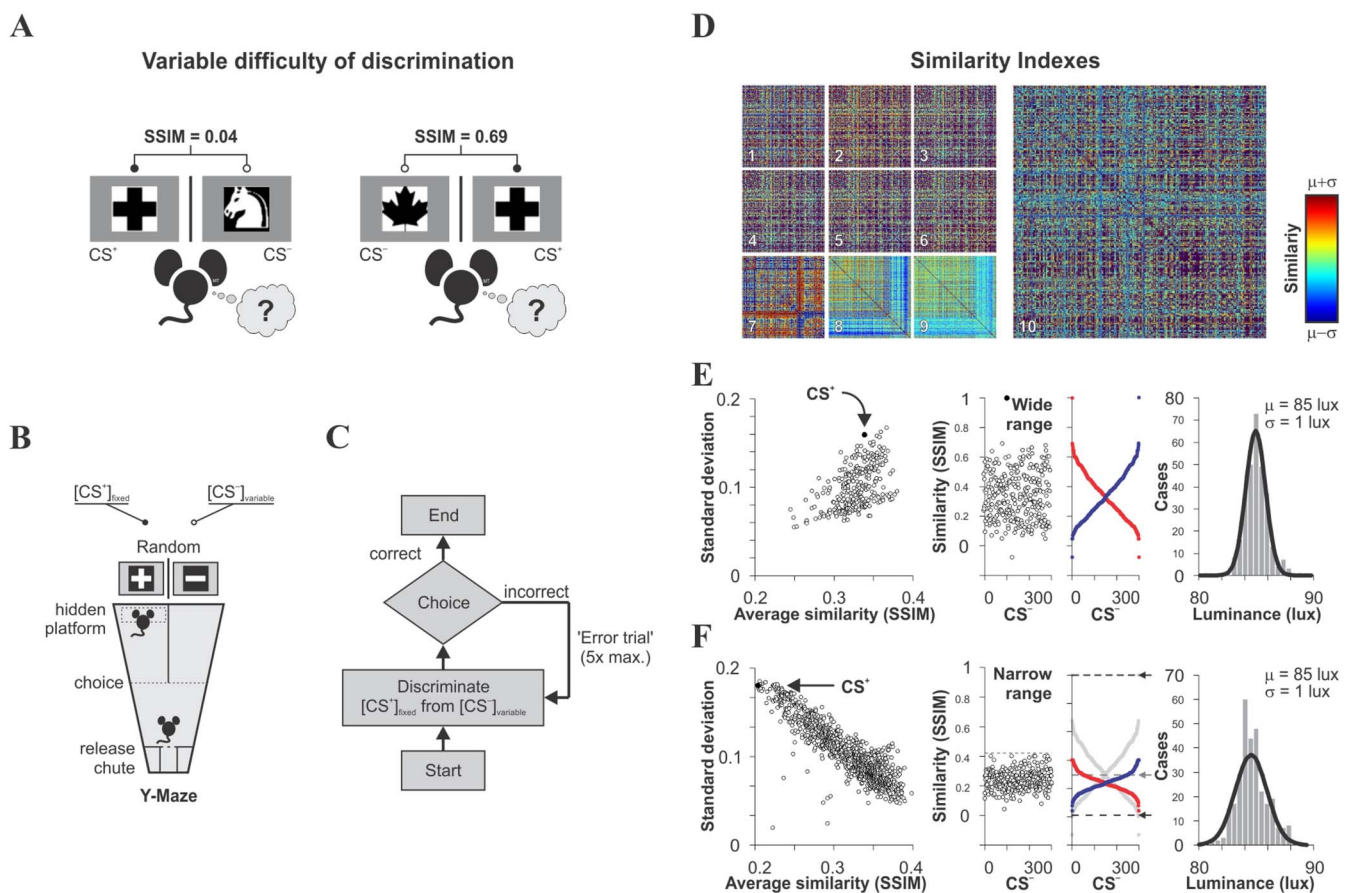 A
Variable difficulty of discrimination
SSIM = 0.04
SSIM = 0.69
CS⁺
CS⁻
CS⁻
CS⁺
MT
MT
?
?
B
[CS⁺]fixed
[CS⁻]variable
Random
hidden
platform
choice
release
chute
Y-Maze
C
End
correct
Choice
incorrect
'Error trial'
(5x max.)
Discriminate
[CS⁺]fixed from [CS⁻]variable
Start
D
Similarity Indexes
1
2
3
4
5
6
7
8
9
10
μ+σ
Similariy
μ−σ
E
Standard deviation
0.2
0.1
0
CS⁺
0.2
0.3
0.4
Average similarity (SSIM)
Similarity (SSIM)
1
0.8
0.6
0.4
0.2
0
Wide
range
0
300
CS⁻
0
300
CS⁻
Cases
80
70
60
50
40
30
20
10
0
μ = 85 lux
σ = 1 lux
80
90
Luminance (lux)
F
Standard deviation
0.2
0.1
0
CS⁺
0.2
0.3
0.4
Average similarity (SSIM)
Similarity (SSIM)
1
0.8
0.6
0.4
0.2
0
Narrow
range
0
300
CS⁻
0
300
CS⁻
Cases
70
60
50
40
30
20
10
0
μ = 85 lux
σ = 1 lux
80
90
Luminance (lux)